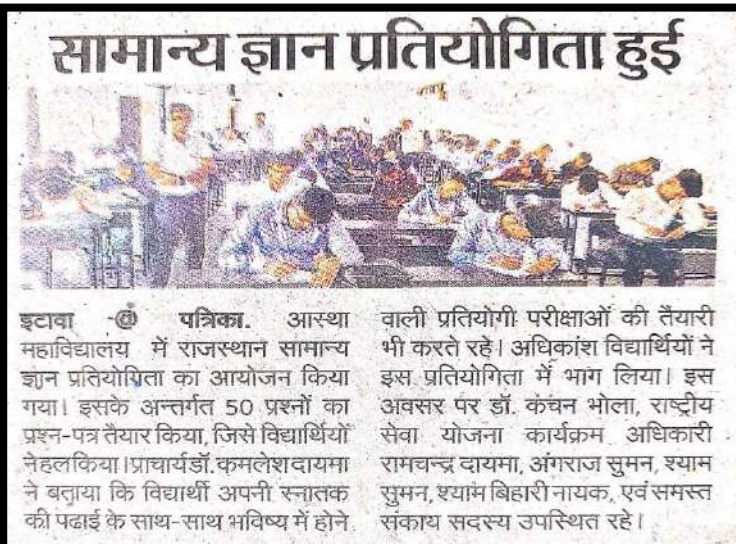 सामान्य ज्ञान प्रतियोगिता हुई
इटावा @ पत्रिका. आस्था
महाविद्यालय में राजस्थान सामान्य
ज्ञान प्रतियोगिता का आयोजन किया
गया। इसके अन्तर्गत 50 प्रश्नों का
प्रश्न-पत्र तैयार किया, जिसे विद्यार्थियों
ने हल किया। प्राचार्य डॉ. कमलेश दायमा
ने बताया कि विद्यार्थी अपनी स्नातक
की पढाई के साथ-साथ भविष्य में होने
वाली प्रतियोगी परीक्षाओं की तैयारी
भी करते रहे। अधिकांश विद्यार्थियों ने
इस प्रतियोगिता में भाग लिया। इस
अवसर पर डॉ. कंचन भोला, राष्ट्रीय
सेवा योजना कार्यक्रम अधिकारी
रामचन्द्र दायमा, अंगराज सुमन, श्याम
सुमन, श्याम बिहारी नायक, एवं समस्त
संकाय सदस्य उपस्थित रहे।